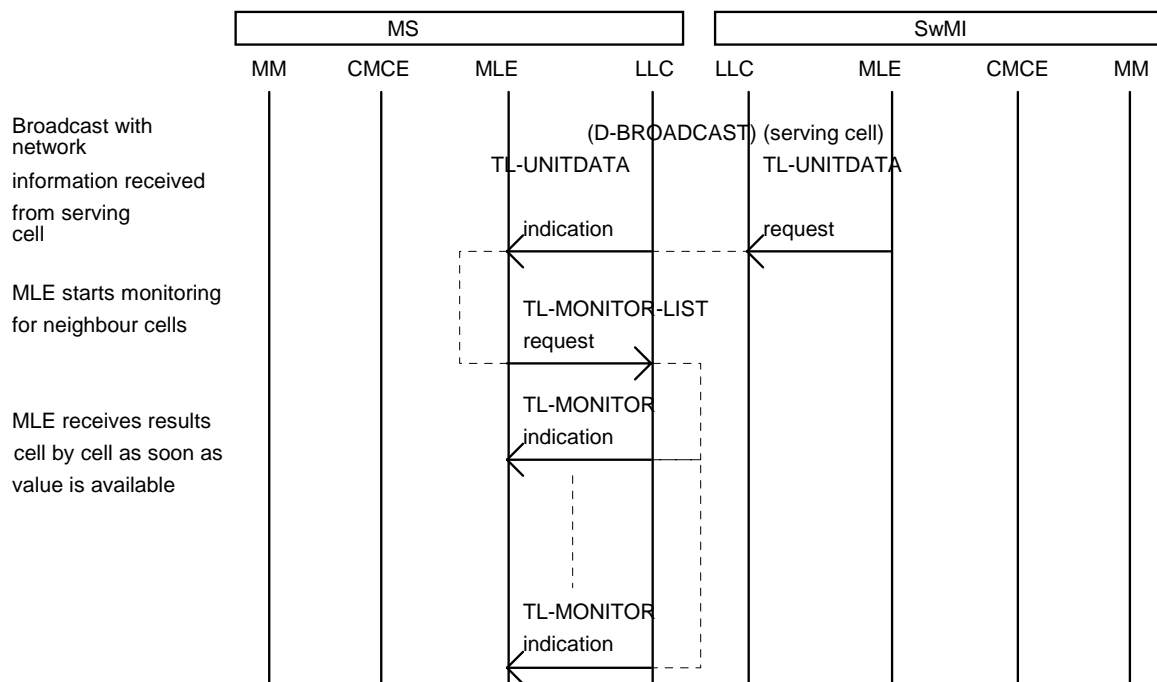 MS SwMI
MM CMCE MLE LLC LLC MLE CMCE MM
Broadcast with
network
information received
from serving
cell
(D-BROADCAST) (serving cell)
TL-UNITDATA TL-UNITDATA
indication request
MLE starts monitoring
for neighbour cells
TL-MONITOR-LIST
request
MLE receives results
cell by cell as soon as
value is available
TL-MONITOR
indication
TL-MONITOR
indication